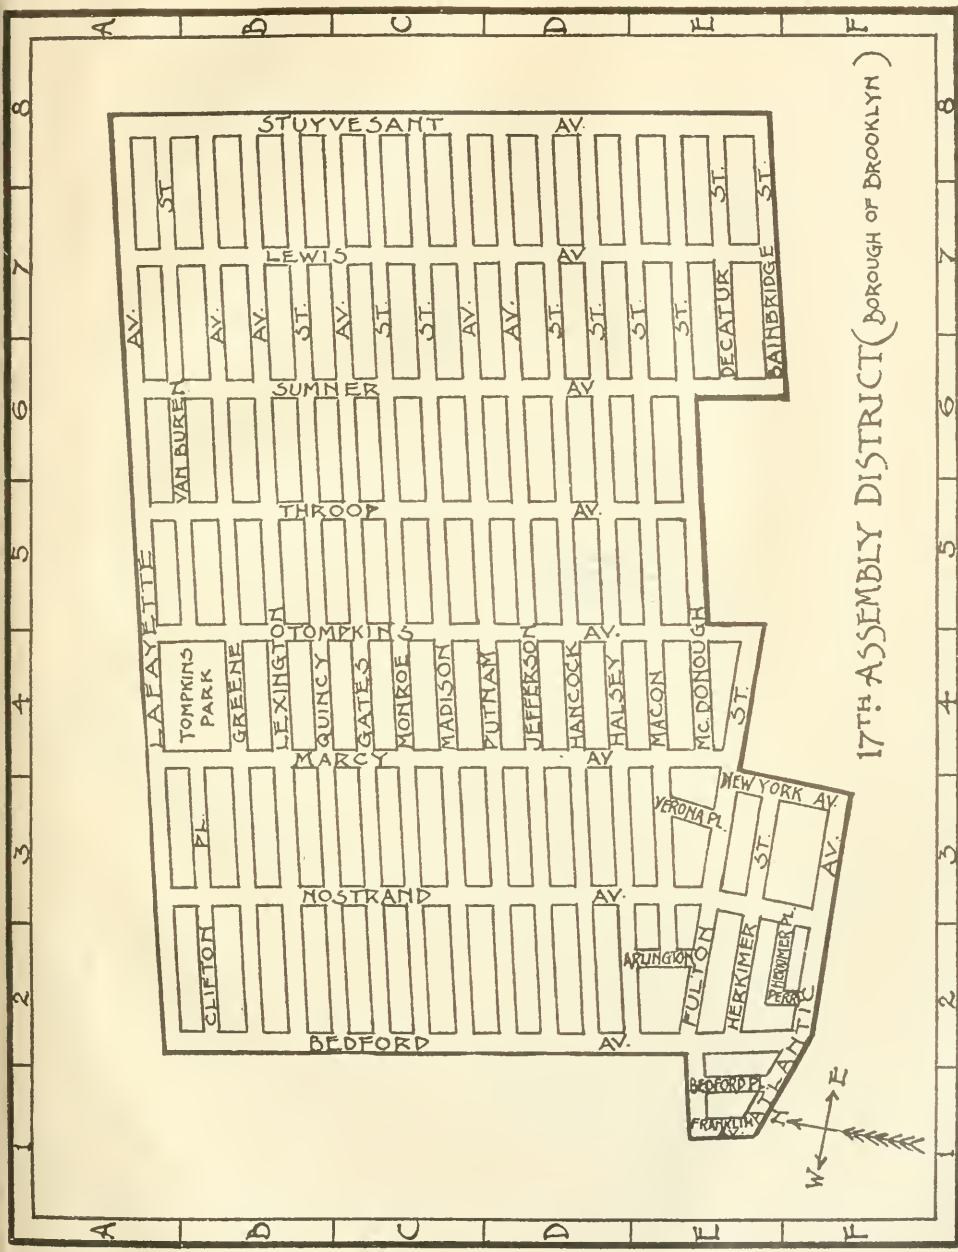 A B C D E F
8
7
6
5
4
3
2
1
8
7
6
5
4
3
2
1
A B C D E F
17TH ASSEMBLY DISTRICT (BOROUGH OF BROOKLYN)
STUYVESANT AV.
LEWIS AV
SUMNER AV
THROOP AV.
TOMPKINS AV.
MARCY AV
NOSTRAND AV.
BEDFORD AV.
LAFAYETTE AV.
VAN BUREN ST.
TOMPKINS
PARK
CLIFTON PL.
GREENE AV.
LEXINGTON AV.
QUINCY ST.
GATES AV.
MONROE ST.
MADISON ST.
PUTNAM AV.
JEFFERSON AV.
HANCOCK ST.
HALSEY ST.
MACON ST.
MC.DONOUGH ST.
DECATUR ST.
BAINBRIDGE ST.
ST.
NEW YORK AV.
VERONA PL.
ARLINGTON
FULTON
HERKIMER ST.
HERKIMER PL.
PERRY
PL.
ATLANTIC AV.
BEDFORD PL.
FRANKLIN
AV.
N
E
W